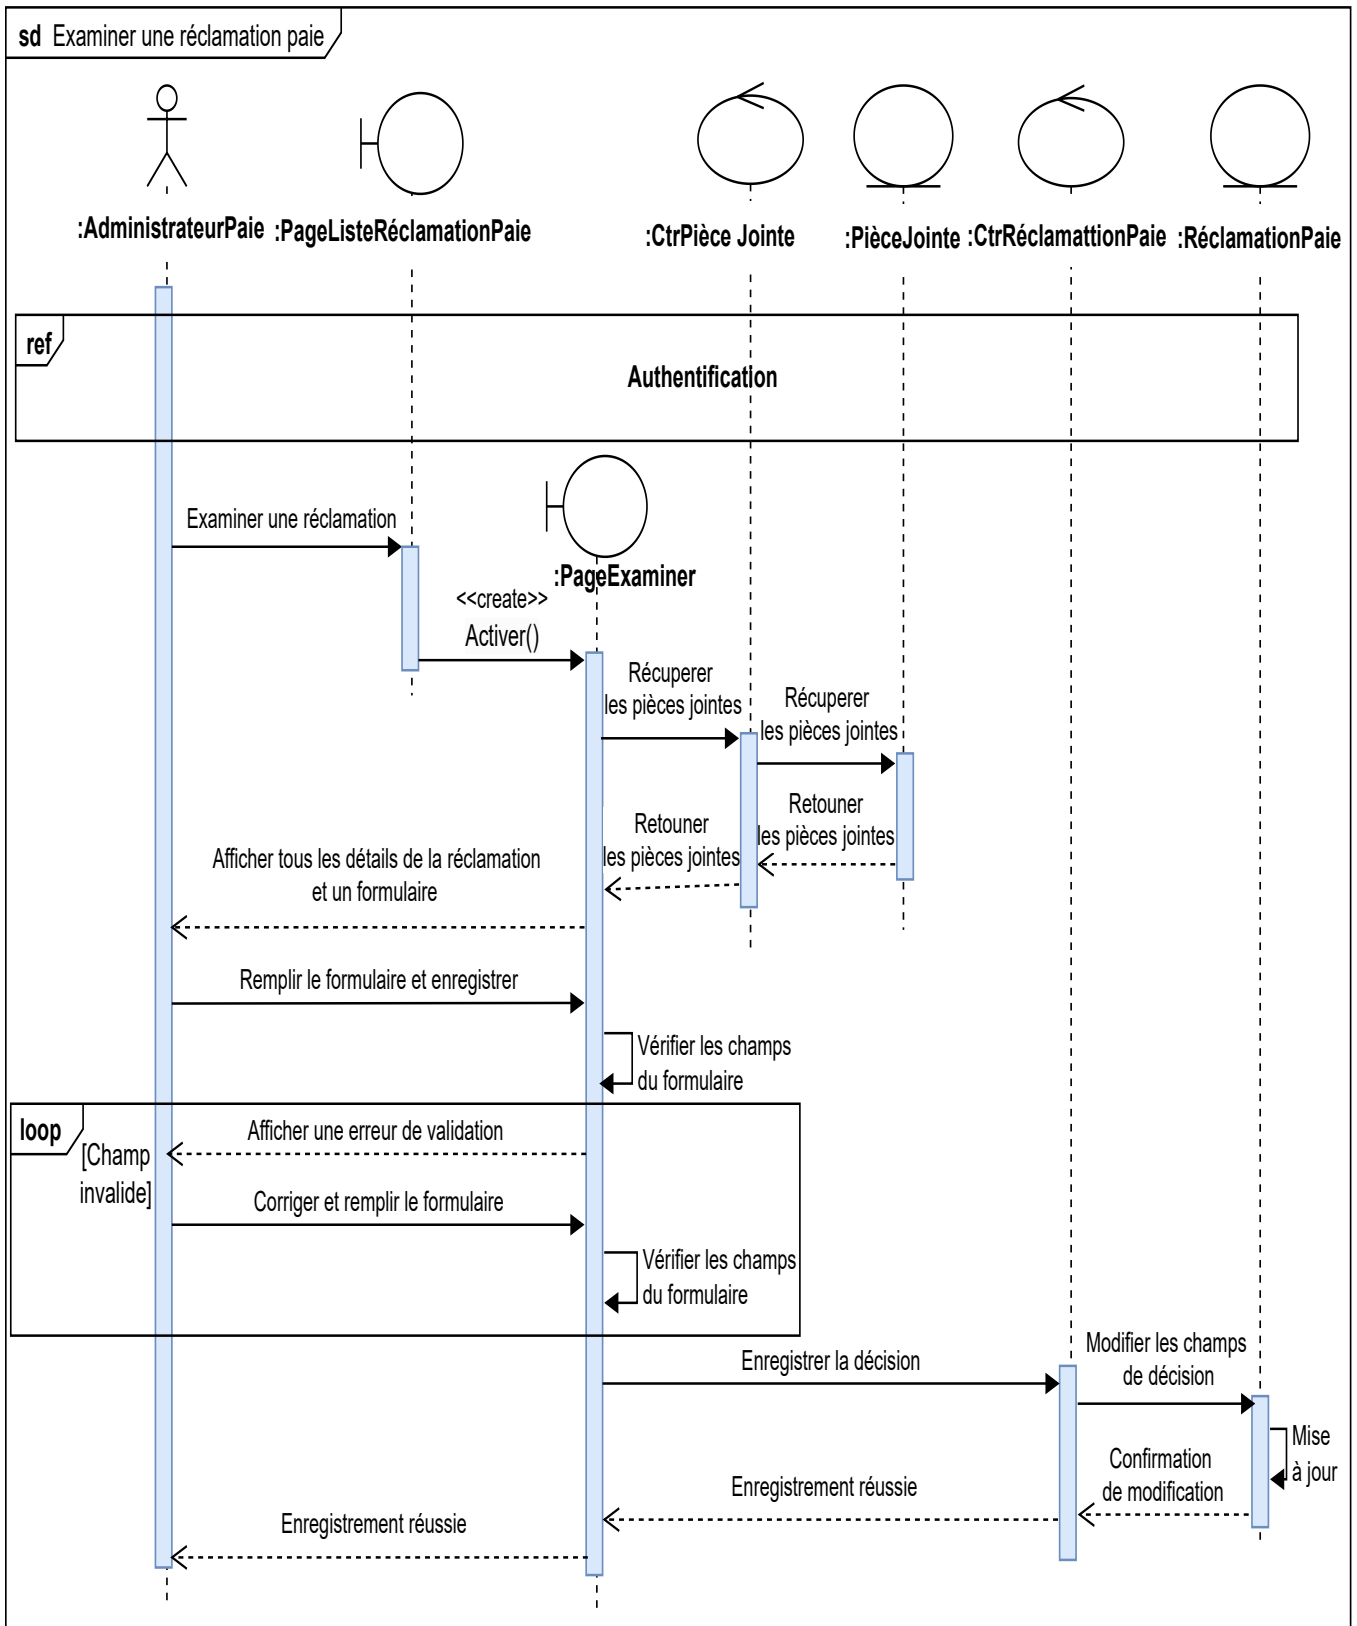 sd Examiner une réclamation paie
:AdministrateurPaie
:PageListeRéclamationPaie
:CtrPièce Jointe
:PièceJointe
:CtrRéclamattionPaie
:RéclamationPaie
ref
Authentification
Examiner une réclamation
:PageExaminer
<<create>>
Activer()
Récuperer
les pièces jointes
Récuperer
les pièces jointes
Retouner
les pièces jointes
Retouner
les pièces jointes
Afficher tous les détails de la réclamation
et un formulaire
Remplir le formulaire et enregistrer
Vérifier les champs
du formulaire
loop
[Champ
invalide]
Afficher une erreur de validation
Corriger et remplir le formulaire
Vérifier les champs
du formulaire
Enregistrer la décision
Modifier les champs
de décision
Mise
à jour
Confirmation
de modification
Enregistrement réussie
Enregistrement réussie